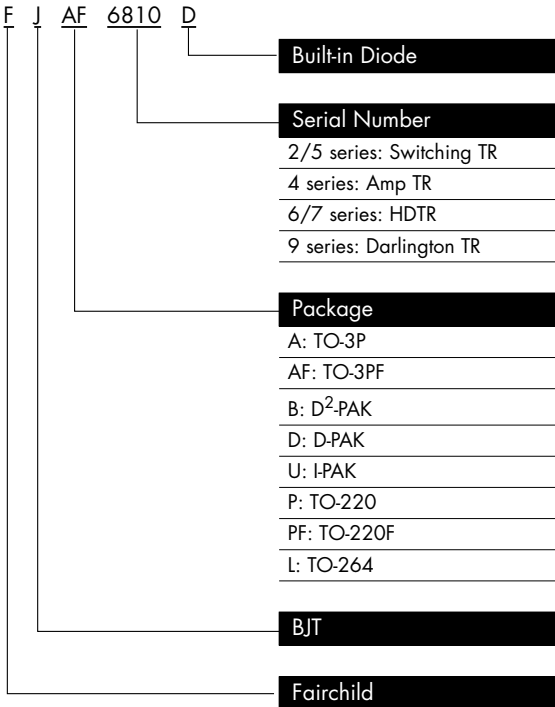 F J AF 6810 D
Built-in Diode
Serial Number
2/5 series: Switching TR
4 series: Amp TR
6/7 series: HDTR
9 series: Darlington TR
Package
A: TO-3P
AF: TO-3PF
B: D²-PAK
D: D-PAK
U: I-PAK
P: TO-220
PF: TO-220F
L: TO-264
BJT
Fairchild